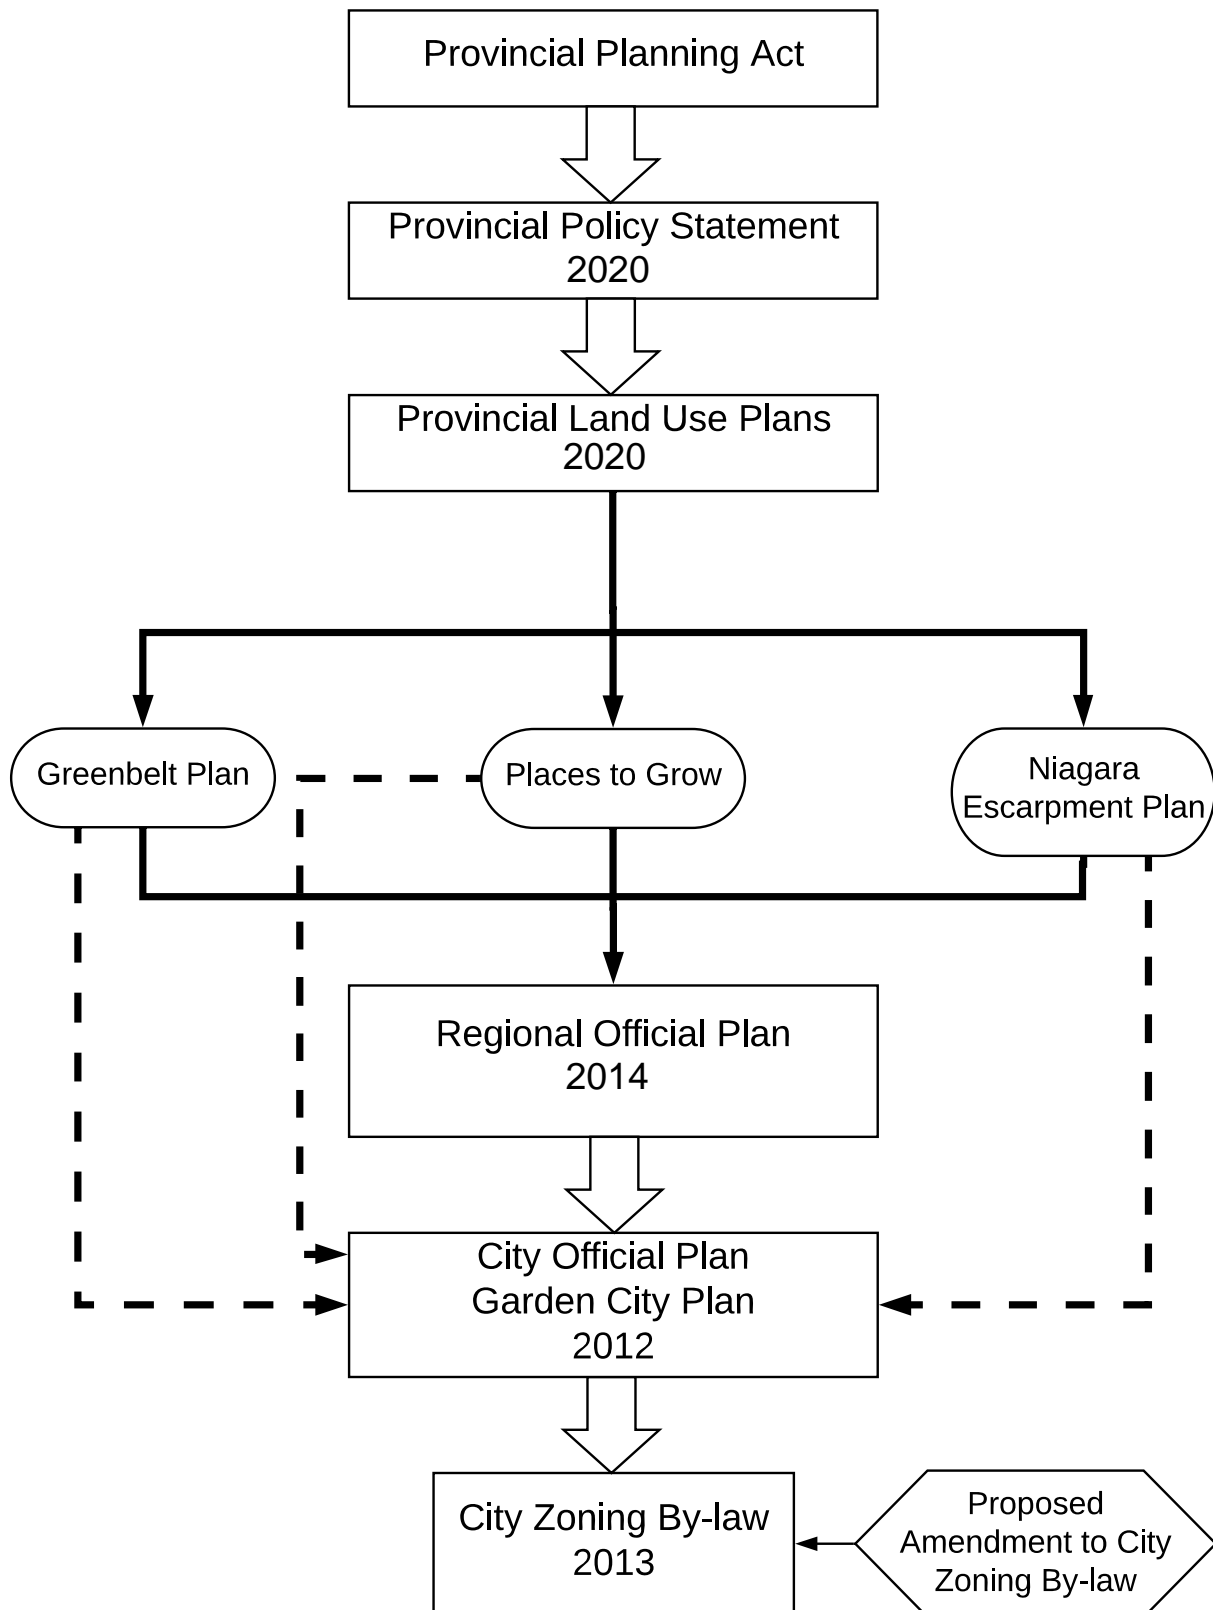 Provincial Planning Act
Provincial Policy Statement
2020
Provincial Land Use Plans
2020
Greenbelt Plan
Places to Grow
Niagara
Escarpment Plan
Regional Official Plan
2014
City Official Plan
Garden City Plan
2012
City Zoning By-law
2013
Proposed
Amendment to City
Zoning By-law